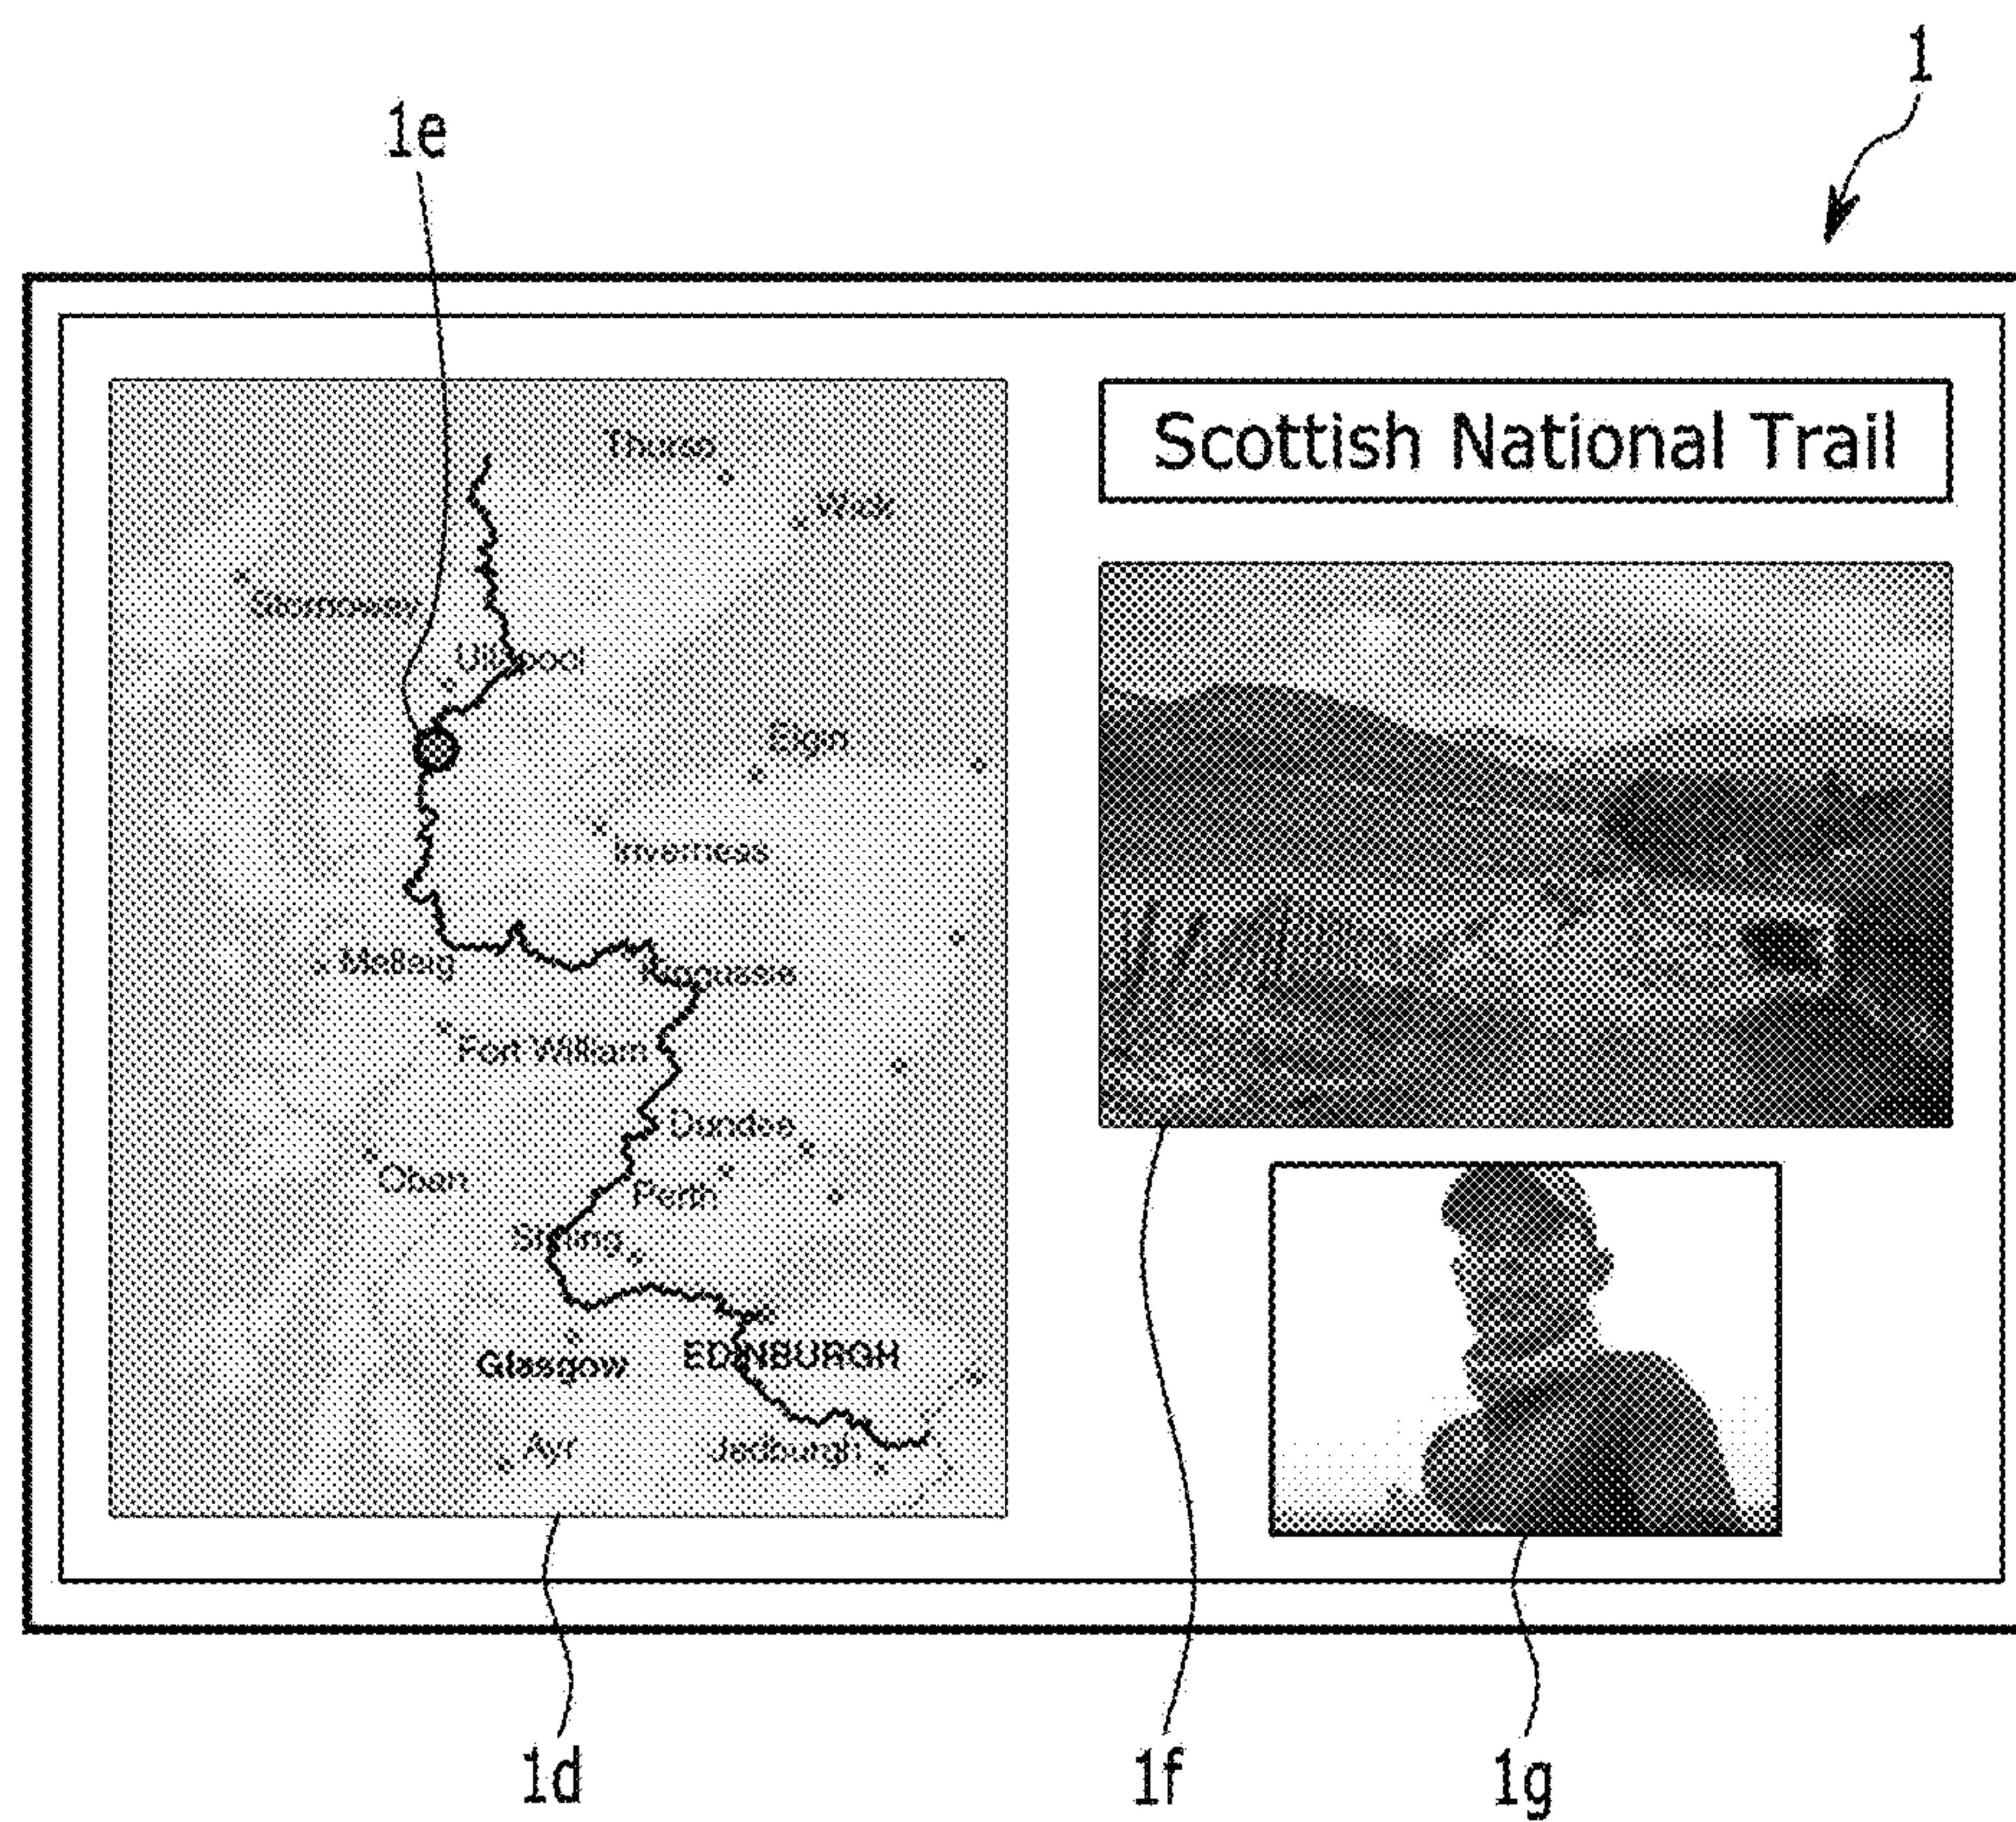 1
1e
Scottish National Trail
Thurso
Wick
Stornoway
Ullapool
Elgin
Inverness
Mallaig
Kingussie
Fort William
Dundee
Oban
Perth
Stirling
Glasgow
EDINBURGH
Ayr
Jedburgh
1d
1f
1g